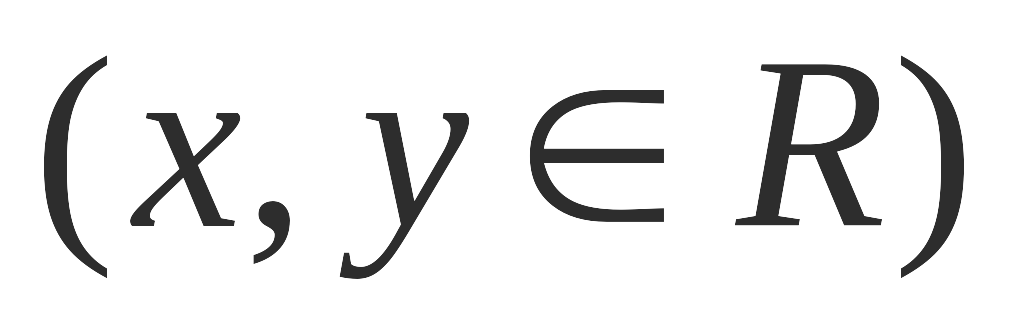 (x, y ∈ R)